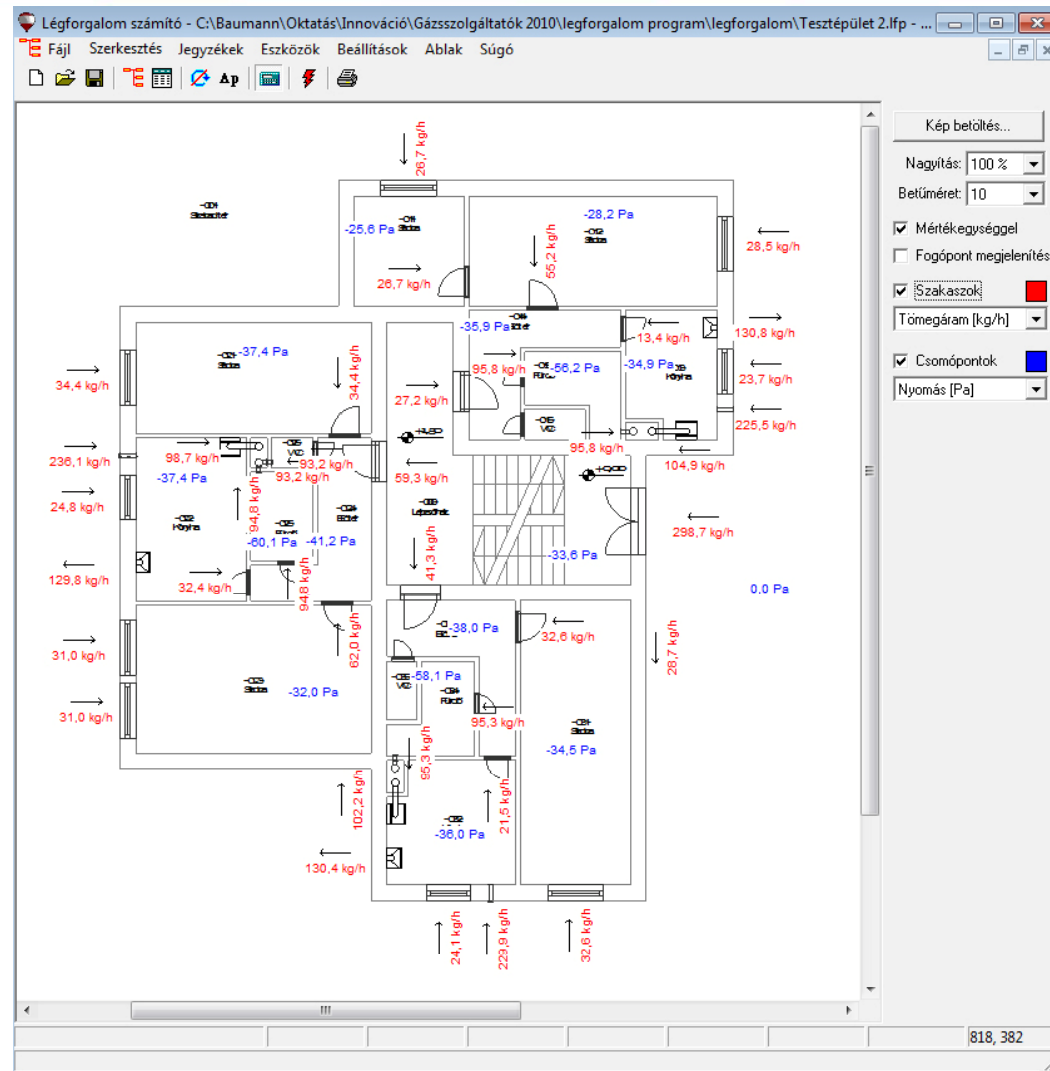 Légforgalom számító - C:\Baumann\Oktatás\Innováció\Gázsszolgáltatók 2010\legforgalom program\legforgalom\Tesztépület 2.lfp - ...
Fájl Szerkesztés Jegyzékek Eszközök Beállítások Ablak Súgó
Kép betöltés...
Nagyítás: 100 %
Betűméret: 10
Mértékegységgel
Fogópont megjelenítés
Szakaszok
Tömegáram [kg/h]
Csomópontok
Nyomás [Pa]
26,7 kg/h
-25,6 Pa
-28,2 Pa
28,5 kg/h
55,2 kg/h
26,7 kg/h
-35,9 Pa
130,8 kg/h
13,4 kg/h
-37,4 Pa
34,4 kg/h
95,8 kg/h
-56,2 Pa
-34,9 Pa
34,4 kg/h
23,7 kg/h
27,2 kg/h
225,5 kg/h
95,8 kg/h
236,1 kg/h
98,7 kg/h
93,2 kg/h
104,9 kg/h
-37,4 Pa
93,2 kg/h
59,3 kg/h
24,8 kg/h
94,8 kg/h
298,7 kg/h
-60,1 Pa
-41,2 Pa
-33,6 Pa
41,3 kg/h
129,8 kg/h
32,4 kg/h
94,8 kg/h
0,0 Pa
-38,0 Pa
32,6 kg/h
28,7 kg/h
62,0 kg/h
31,0 kg/h
-58,1 Pa
-32,0 Pa
31,0 kg/h
95,3 kg/h
-34,5 Pa
95,3 kg/h
102,2 kg/h
21,5 kg/h
-36,0 Pa
130,4 kg/h
24,1 kg/h
229,9 kg/h
32,6 kg/h
818, 382